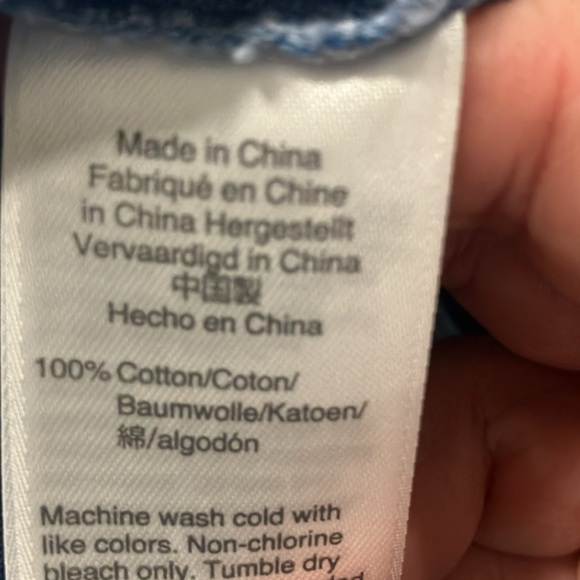 Made in China
Fabriqué en Chine
in China Hergestellt
Vervaardigd in China
中国製
Hecho en China
100% Cotton/Coton/
Baumwolle/Katoen/
綿/algodón
Machine wash cold with
like colors. Non-chlorine
bleach only. Tumble dry